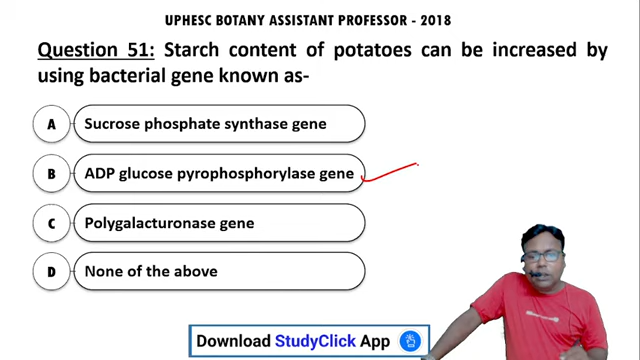 UPHESC BOTANY ASSISTANT PROFESSOR - 2018
Question 51: Starch content of potatoes can be increased by
using bacterial gene known as-
A Sucrose phosphate synthase gene
B ADP glucose pyrophosphorylase gene
C Polygalacturonase gene
D None of the above
Download StudyClick App